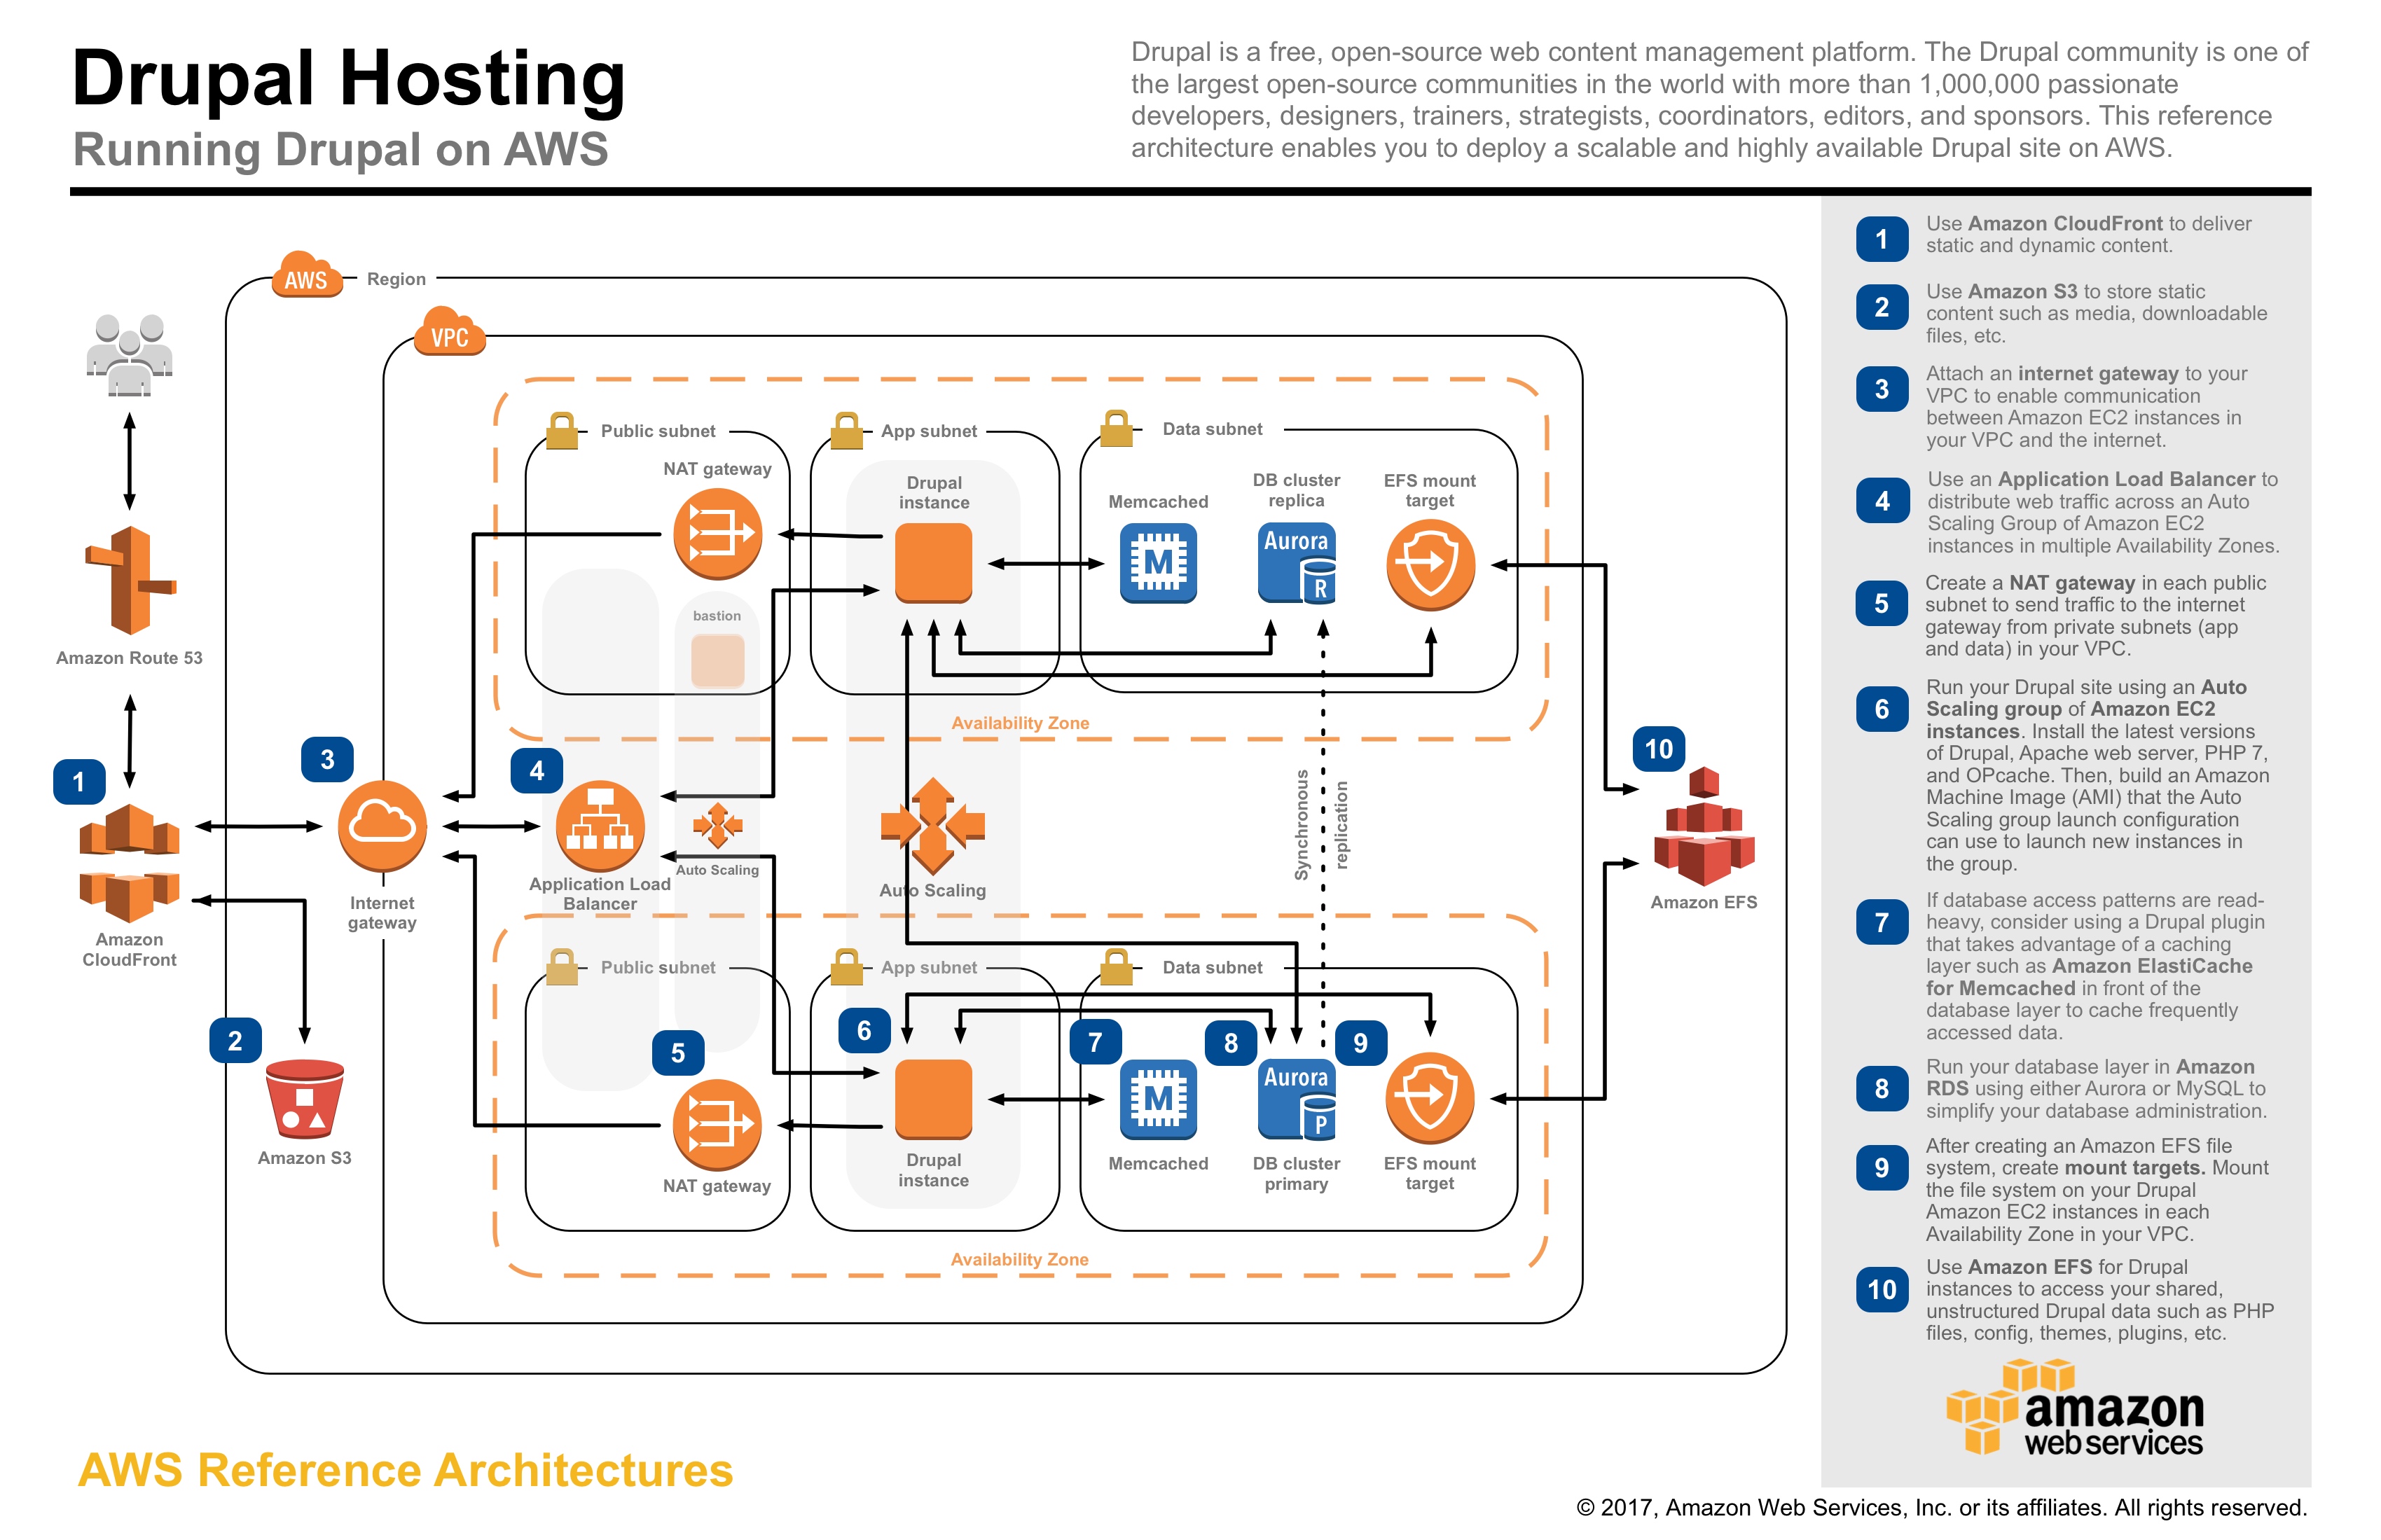 Drupal Hosting
Running Drupal on AWS
Drupal is a free, open-source web content management platform. The Drupal community is one of
the largest open-source communities in the world with more than 1,000,000 passionate
developers, designers, trainers, strategists, coordinators, editors, and sponsors. This reference
architecture enables you to deploy a scalable and highly available Drupal site on AWS.
AWS
Region
VPC
Amazon Route 53
1
Amazon
CloudFront
2
Amazon S3
3
Internet
gateway
Public subnet
NAT gateway
bastion
App subnet
Drupal
instance
Data subnet
Memcached
M
DB cluster
replica
Aurora
R
EFS mount
target
Availability Zone
4
Application Load
Balancer
Auto Scaling
Auto Scaling
Synchronous
replication
10
Amazon EFS
Public subnet
5
NAT gateway
App subnet
6
Drupal
instance
Data subnet
7
M
Memcached
8
Aurora
P
DB cluster
primary
9
EFS mount
target
Availability Zone
1
Use Amazon CloudFront to deliver
static and dynamic content.
2
Use Amazon S3 to store static
content such as media, downloadable
files, etc.
3
Attach an internet gateway to your
VPC to enable communication
between Amazon EC2 instances in
your VPC and the internet.
4
Use an Application Load Balancer to
distribute web traffic across an Auto
Scaling Group of Amazon EC2
instances in multiple Availability Zones.
5
Create a NAT gateway in each public
subnet to send traffic to the internet
gateway from private subnets (app
and data) in your VPC.
6
Run your Drupal site using an Auto
Scaling group of Amazon EC2
instances. Install the latest versions
of Drupal, Apache web server, PHP 7,
and OPcache. Then, build an Amazon
Machine Image (AMI) that the Auto
Scaling group launch configuration
can use to launch new instances in
the group.
7
If database access patterns are read-
heavy, consider using a Drupal plugin
that takes advantage of a caching
layer such as Amazon ElastiCache
for Memcached in front of the
database layer to cache frequently
accessed data.
8
Run your database layer in Amazon
RDS using either Aurora or MySQL to
simplify your database administration.
9
After creating an Amazon EFS file
system, create mount targets. Mount
the file system on your Drupal
Amazon EC2 instances in each
Availability Zone in your VPC.
10
Use Amazon EFS for Drupal
instances to access your shared,
unstructured Drupal data such as PHP
files, config, themes, plugins, etc.
amazon
web services
AWS Reference Architectures
© 2017, Amazon Web Services, Inc. or its affiliates. All rights reserved.